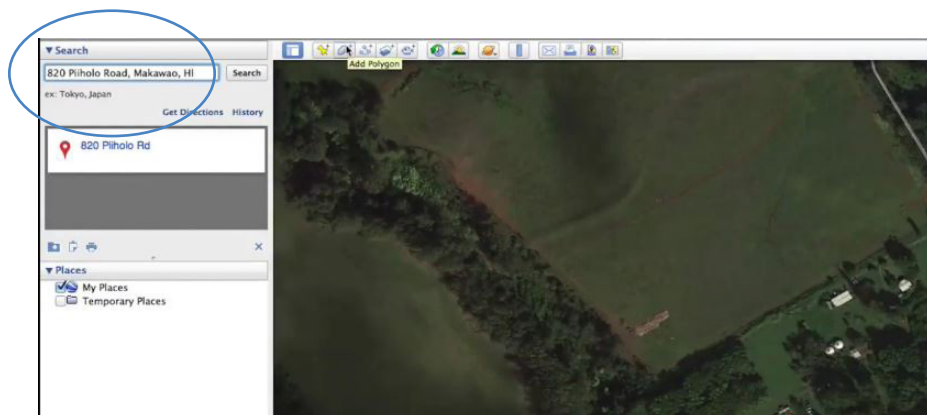 ▼ Search
820 Piiholo Road, Makawao, HI
Search
ex: Tokyo, Japan
Get Directions History
820 Piiholo Rd
▼ Places
My Places
Temporary Places
Add Polygon